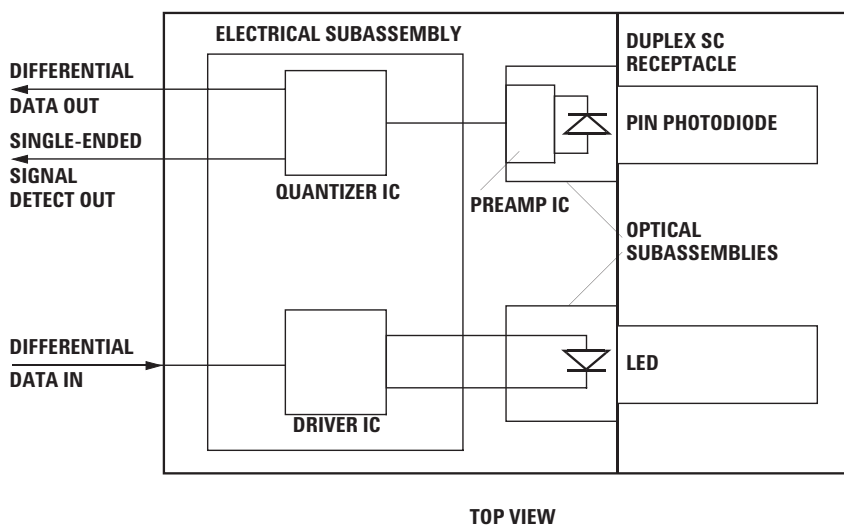 ELECTRICAL SUBASSEMBLY
DUPLEX SC
RECEPTACLE
DIFFERENTIAL
DATA OUT
SINGLE-ENDED
SIGNAL
DETECT OUT
QUANTIZER IC
PREAMP IC
PIN PHOTODIODE
OPTICAL
SUBASSEMBLIES
DIFFERENTIAL
DATA IN
DRIVER IC
LED
TOP VIEW